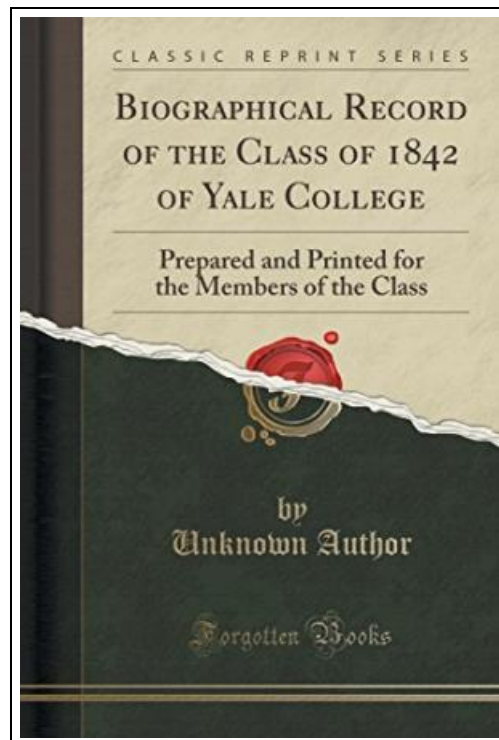 CLASSIC REPRINT SERIES
BIOGRAPHICAL RECORD
OF THE CLASS OF 1842
OF YALE COLLEGE
Prepared and Printed for
the Members of the Class
by
Unknown Author
Forgotten Books